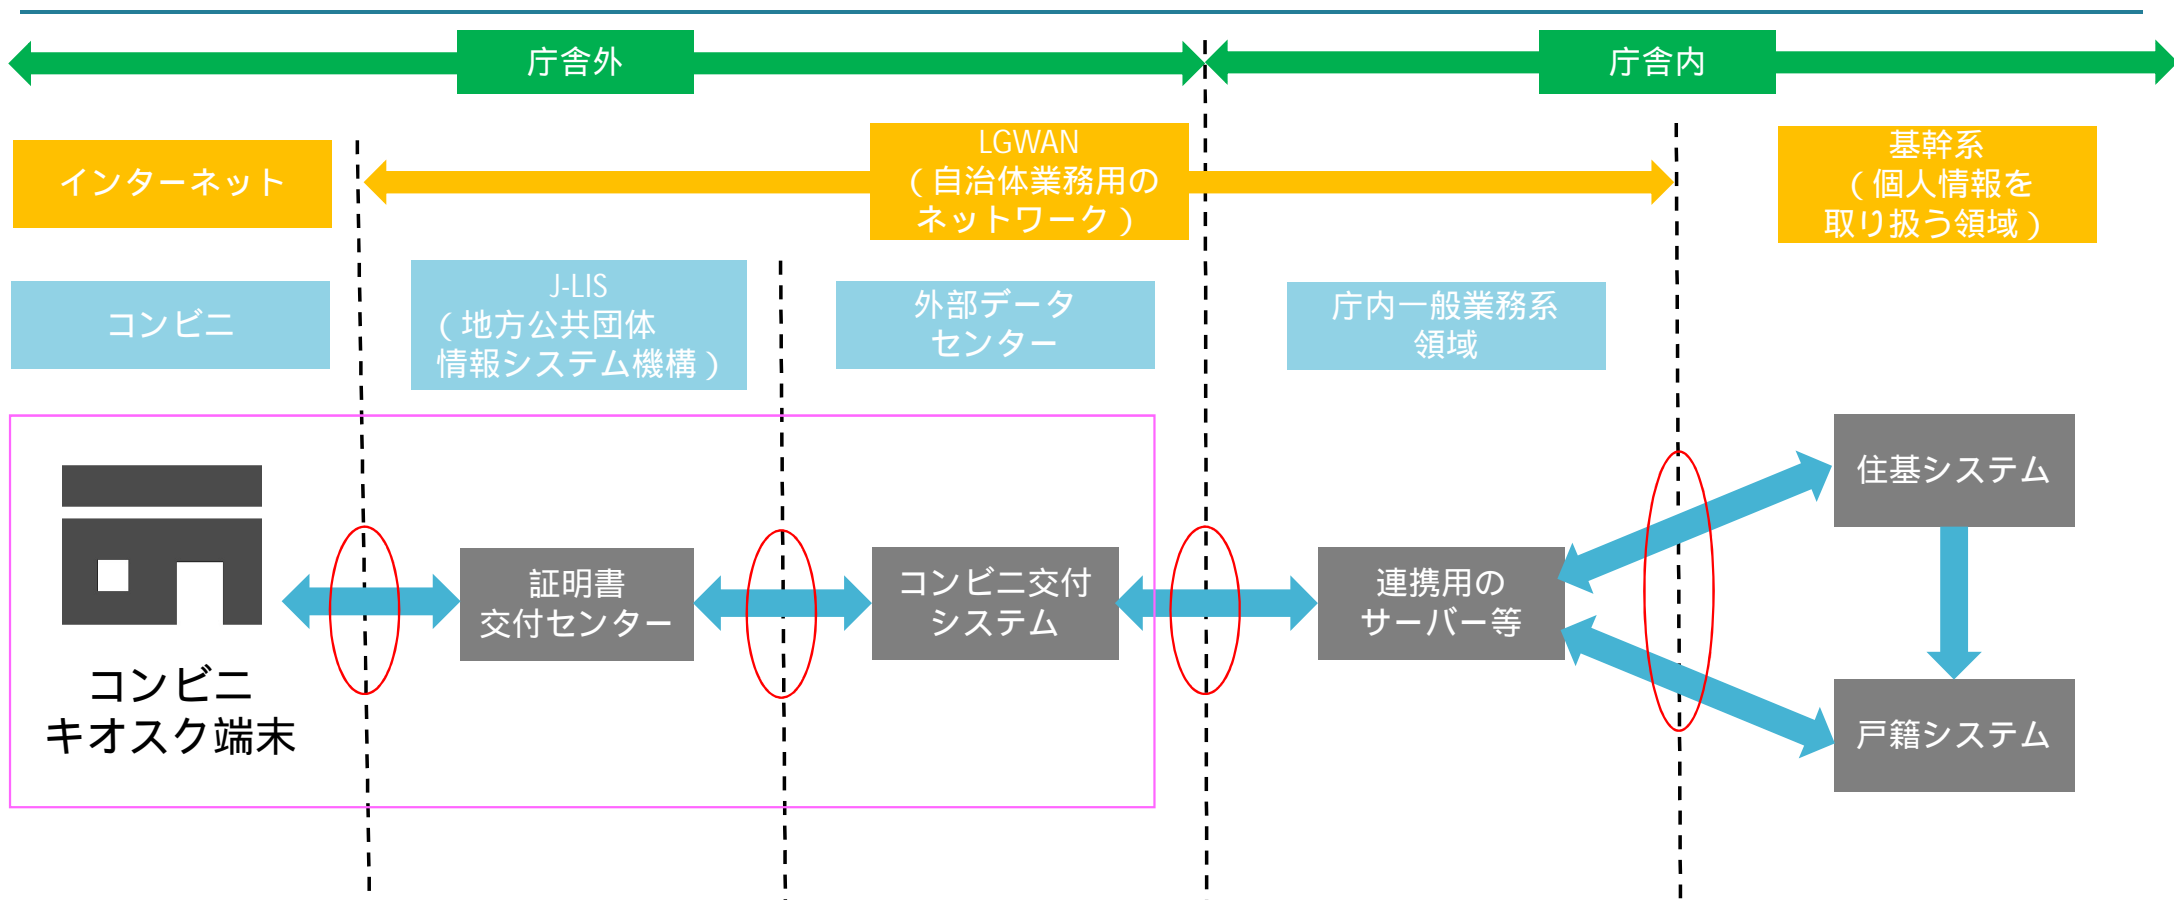 庁舎外
庁舎内
インターネット
LGWAN
（自治体業務用の
ネットワーク）
基幹系
（個人情報を
取り扱う領域）
コンビニ
J-LIS
（地方公共団体
情報システム機構）
外部データ
センター
庁内一般業務系
領域
コンビニ
キオスク端末
証明書
交付センター
コンビニ交付
システム
連携用の
サーバー等
住基システム
戸籍システム